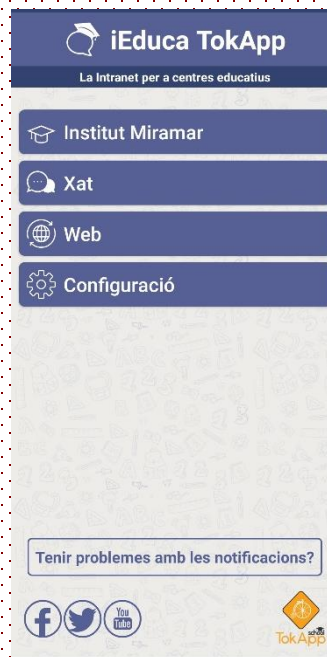 iEduca TokApp
La Intranet per a centres educatius
Institut Miramar
Xat
Web
Configuració
Tenir problemes amb les notificacions?
You
Tube
school
TokApp